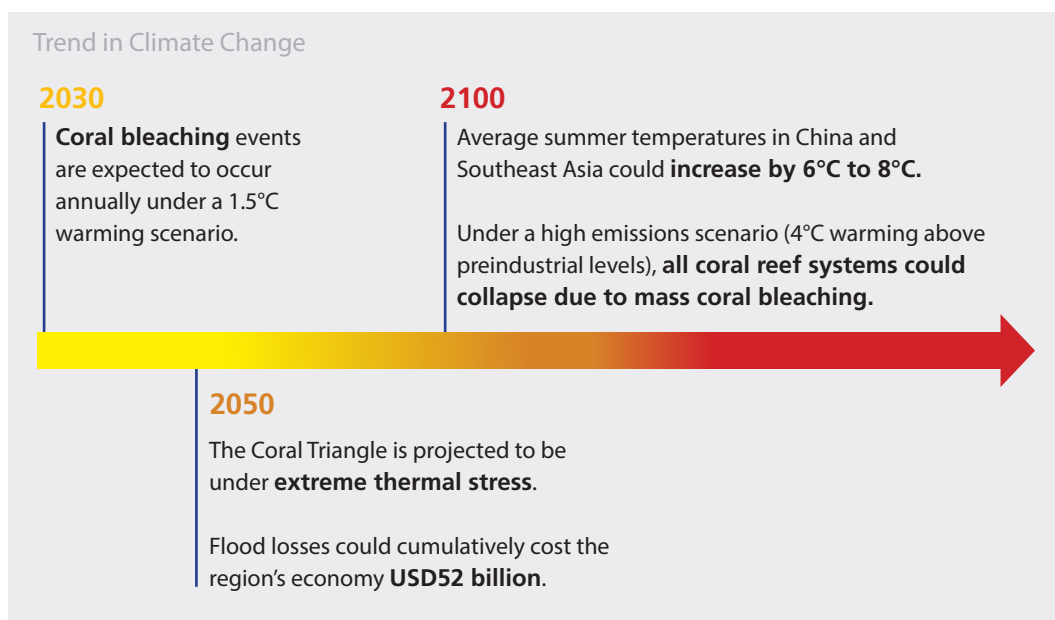 Trend in Climate Change
2030
Coral bleaching events
are expected to occur
annually under a 1.5°C
warming scenario.
2100
Average summer temperatures in China and
Southeast Asia could increase by 6°C to 8°C.
Under a high emissions scenario (4°C warming above
preindustrial levels), all coral reef systems could
collapse due to mass coral bleaching.
2050
The Coral Triangle is projected to be
under extreme thermal stress.
Flood losses could cumulatively cost the
region’s economy USD52 billion.